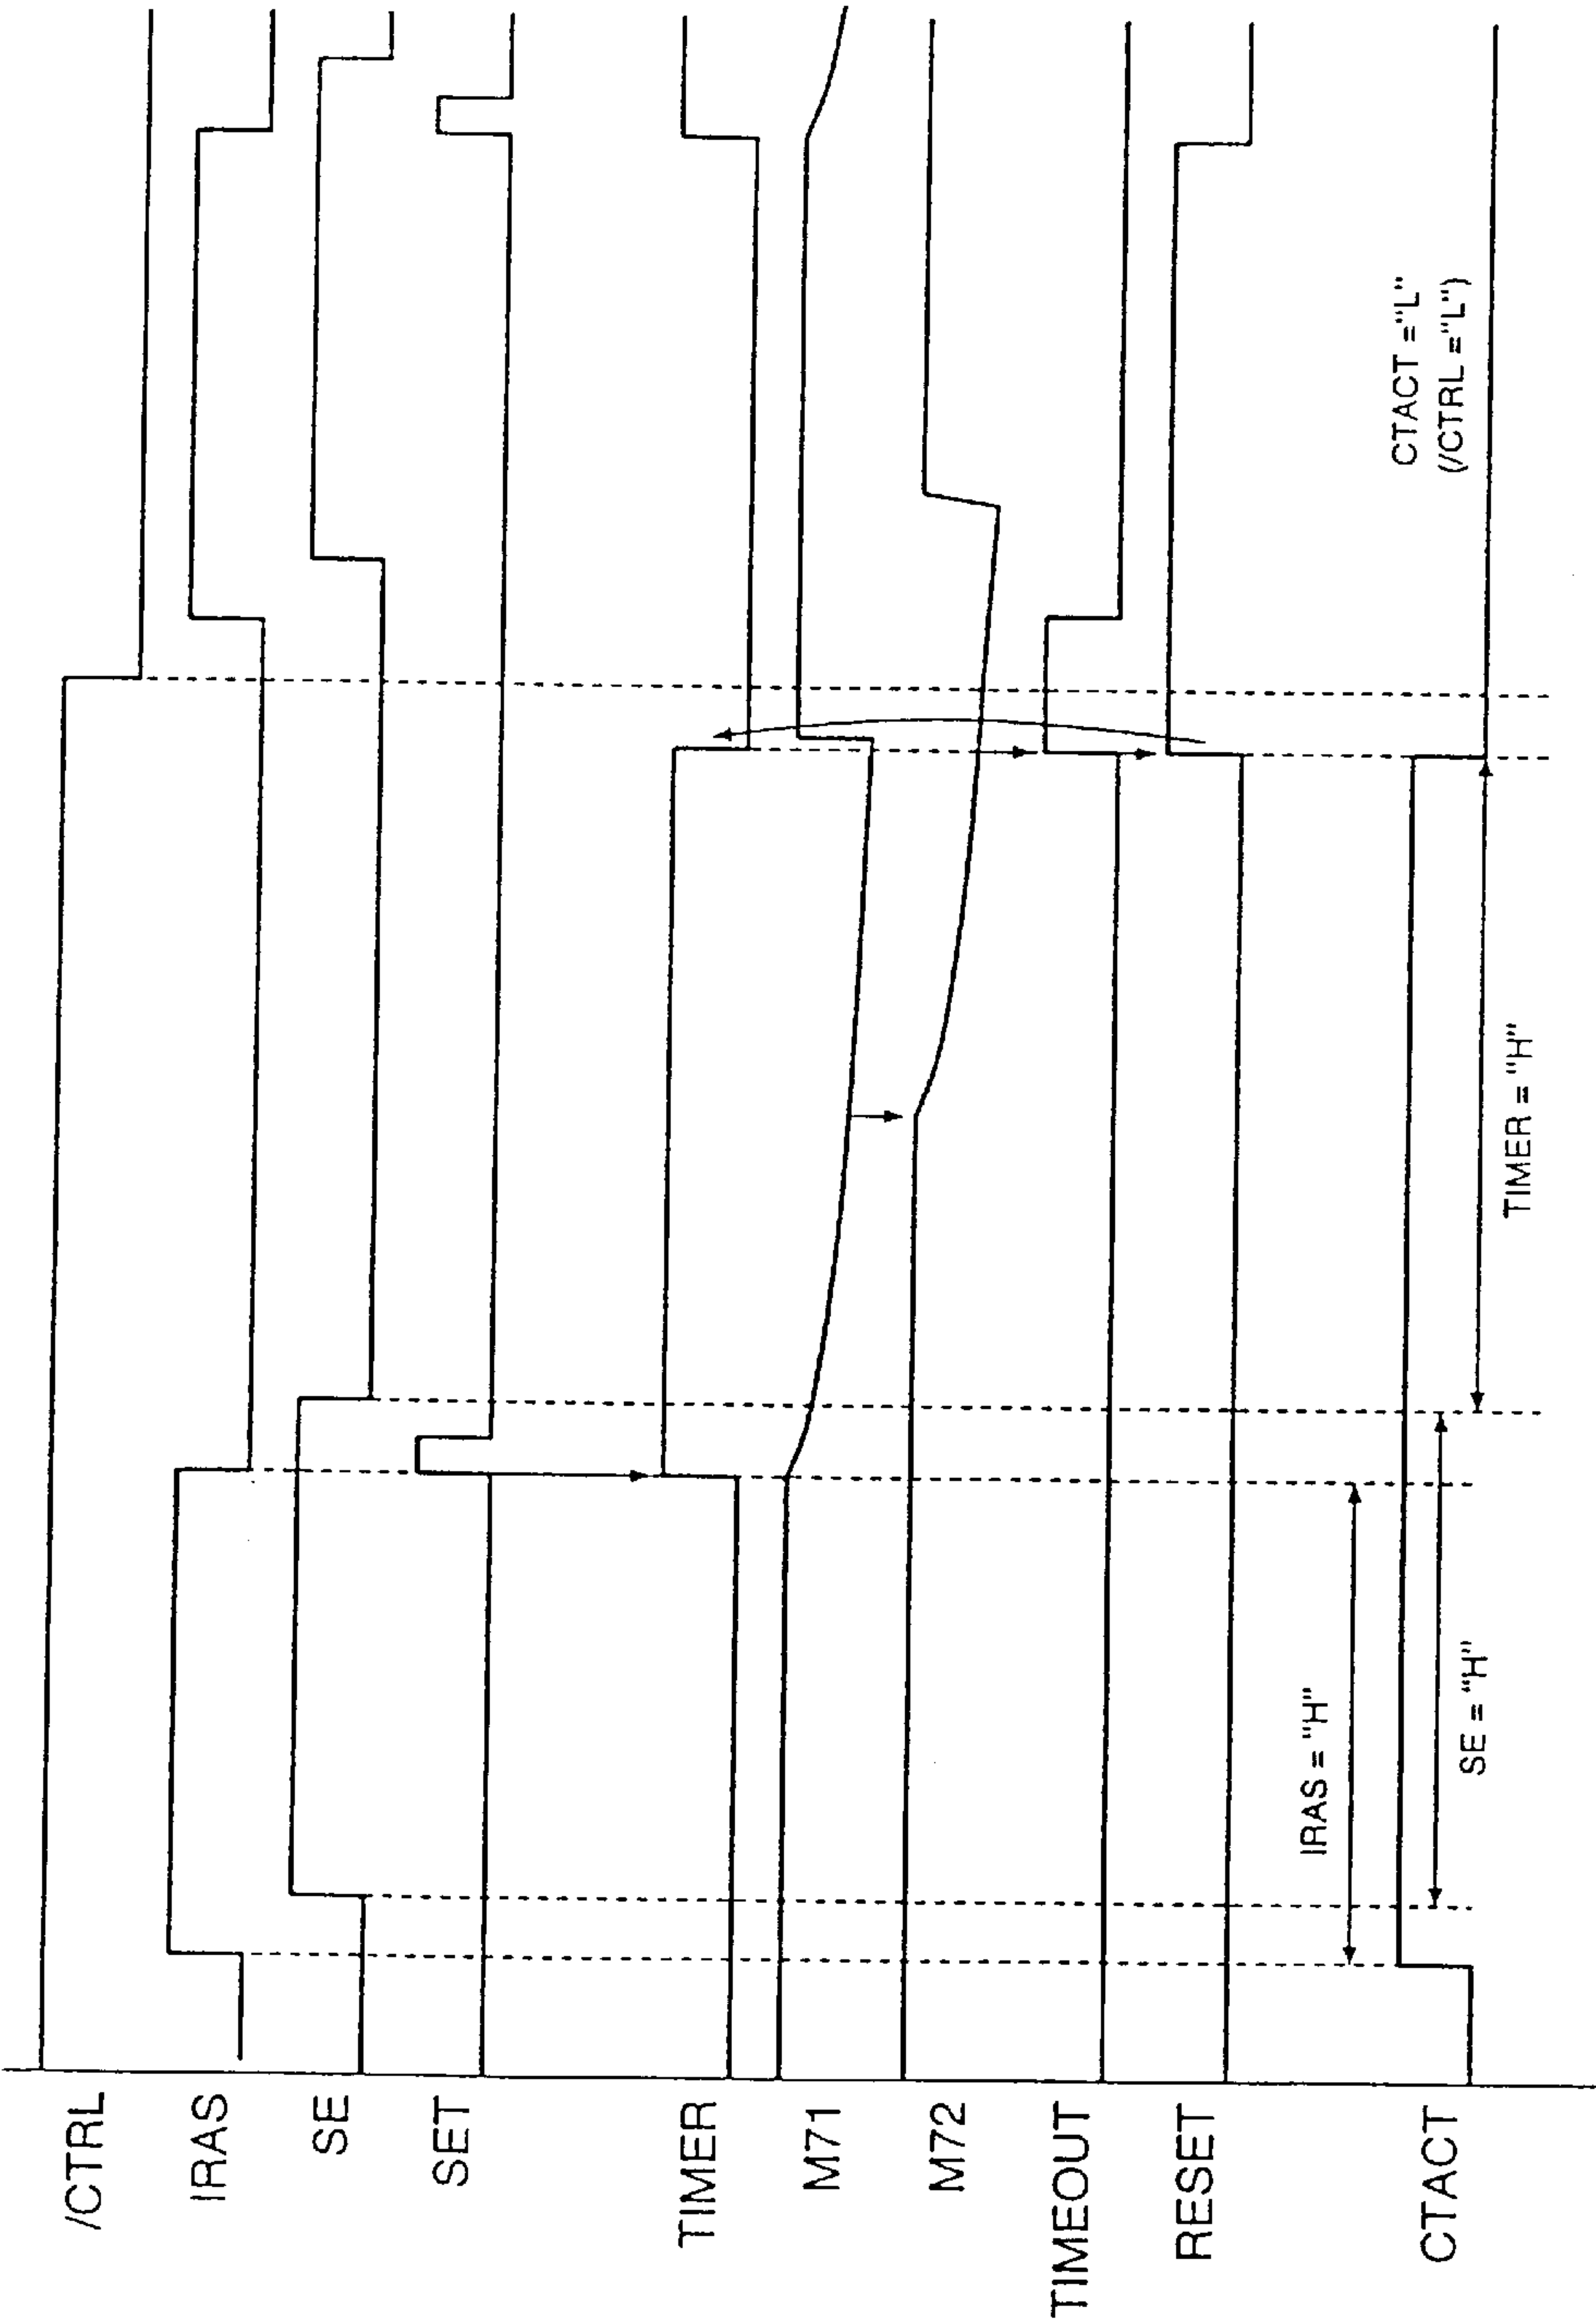 /CTRL
IRAS
SE
SET
TIMER
M71
M72
TIMEOUT
RESET
CTACT
IRAS = "H"
SE = "H"
TIMER = "H"
CTACT ="L"
(/CTRL ="L")